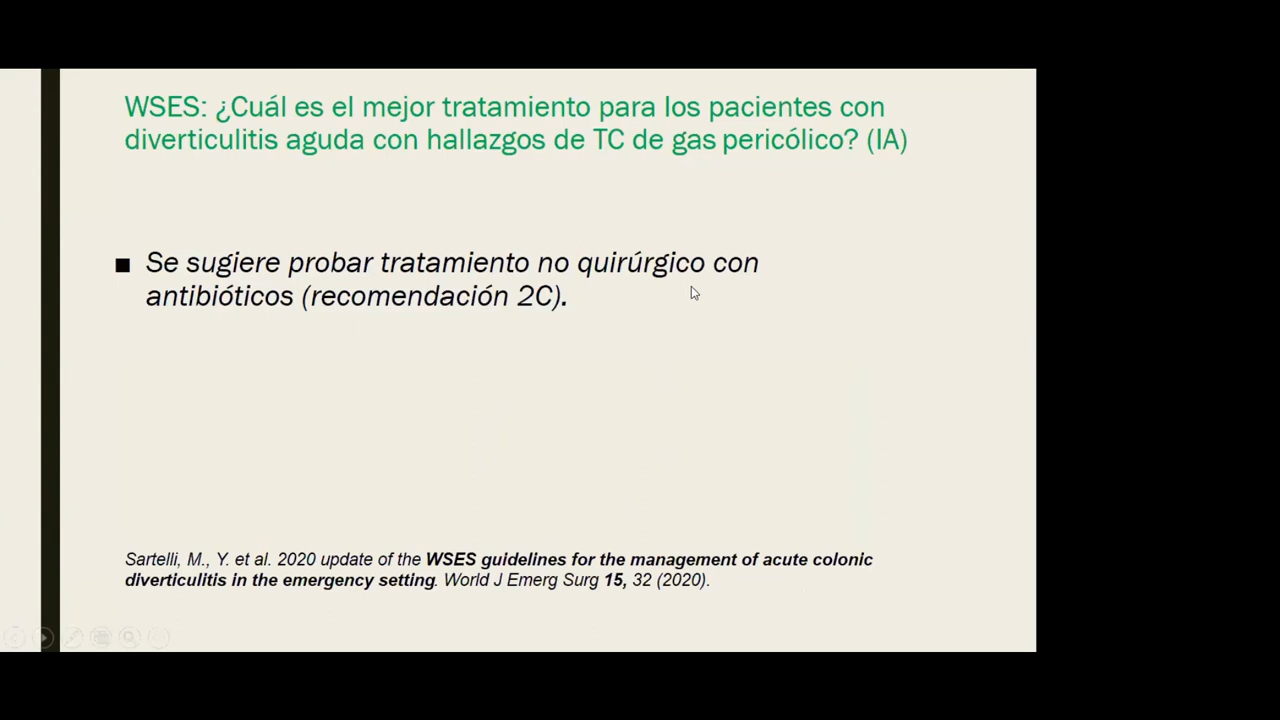 WSES: ¿Cuál es el mejor tratamiento para los pacientes con
diverticulitis aguda con hallazgos de TC de gas pericólico? (IA)
■ Se sugiere probar tratamiento no quirúrgico con
antibióticos (recomendación 2C).
Sartelli, M., Y. et al. 2020 update of the WSES guidelines for the management of acute colonic
diverticulitis in the emergency setting. World J Emerg Surg 15, 32 (2020).